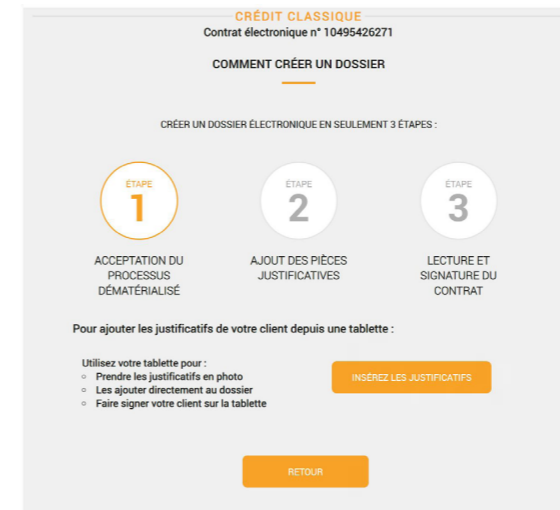 CRÉDIT CLASSIQUE
Contrat électronique n° 10495426271
COMMENT CRÉER UN DOSSIER
CRÉER UN DOSSIER ÉLECTRONIQUE EN SEULEMENT 3 ÉTAPES :
ÉTAPE
1
ACCEPTATION DU
PROCESSUS
DÉMATÉRIALISÉ
ÉTAPE
2
AJOUT DES PIÈCES
JUSTIFICATIVES
ÉTAPE
3
LECTURE ET
SIGNATURE DU
CONTRAT
Pour ajouter les justificatifs de votre client depuis une tablette :
Utilisez votre tablette pour :
Prendre les justificatifs en photo
Les ajouter directement au dossier
Faire signer votre client sur la tablette
INSÉREZ LES JUSTIFICATIFS
RETOUR